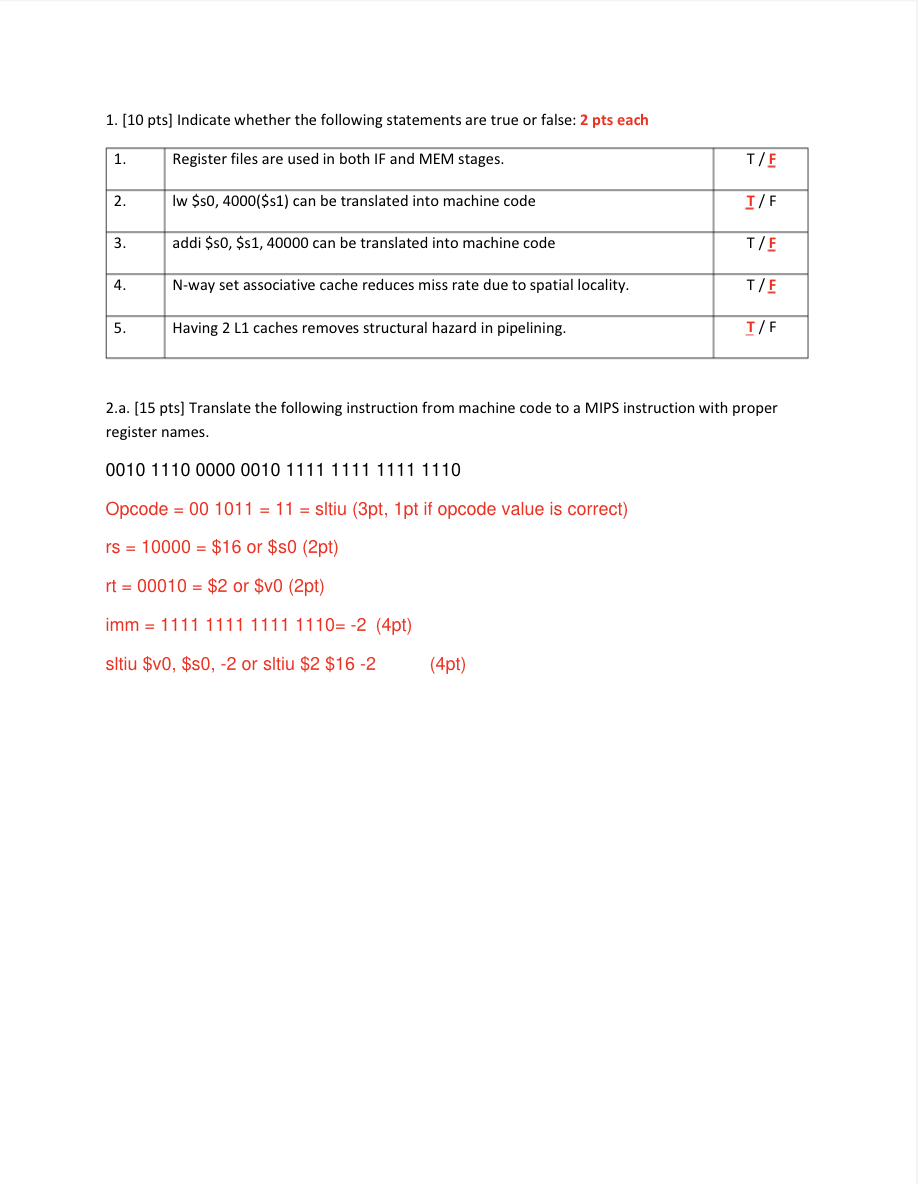 1. [10 pts] Indicate whether the following statements are true or false: 2 pts each
1. Register files are used in both IF and MEM stages. T / F
2. lw $s0, 4000($s1) can be translated into machine code T / F
3. addi $s0, $s1, 40000 can be translated into machine code T / F
4. N-way set associative cache reduces miss rate due to spatial locality. T / F
5. Having 2 L1 caches removes structural hazard in pipelining. T / F
2.a. [15 pts] Translate the following instruction from machine code to a MIPS instruction with proper
register names.
0010 1110 0000 0010 1111 1111 1111 1110
Opcode = 00 1011 = 11 = sltiu (3pt, 1pt if opcode value is correct)
rs = 10000 = $16 or $s0 (2pt)
rt = 00010 = $2 or $v0 (2pt)
imm = 1111 1111 1111 1110= -2 (4pt)
sltiu $v0, $s0, -2 or sltiu $2 $16 -2 (4pt)